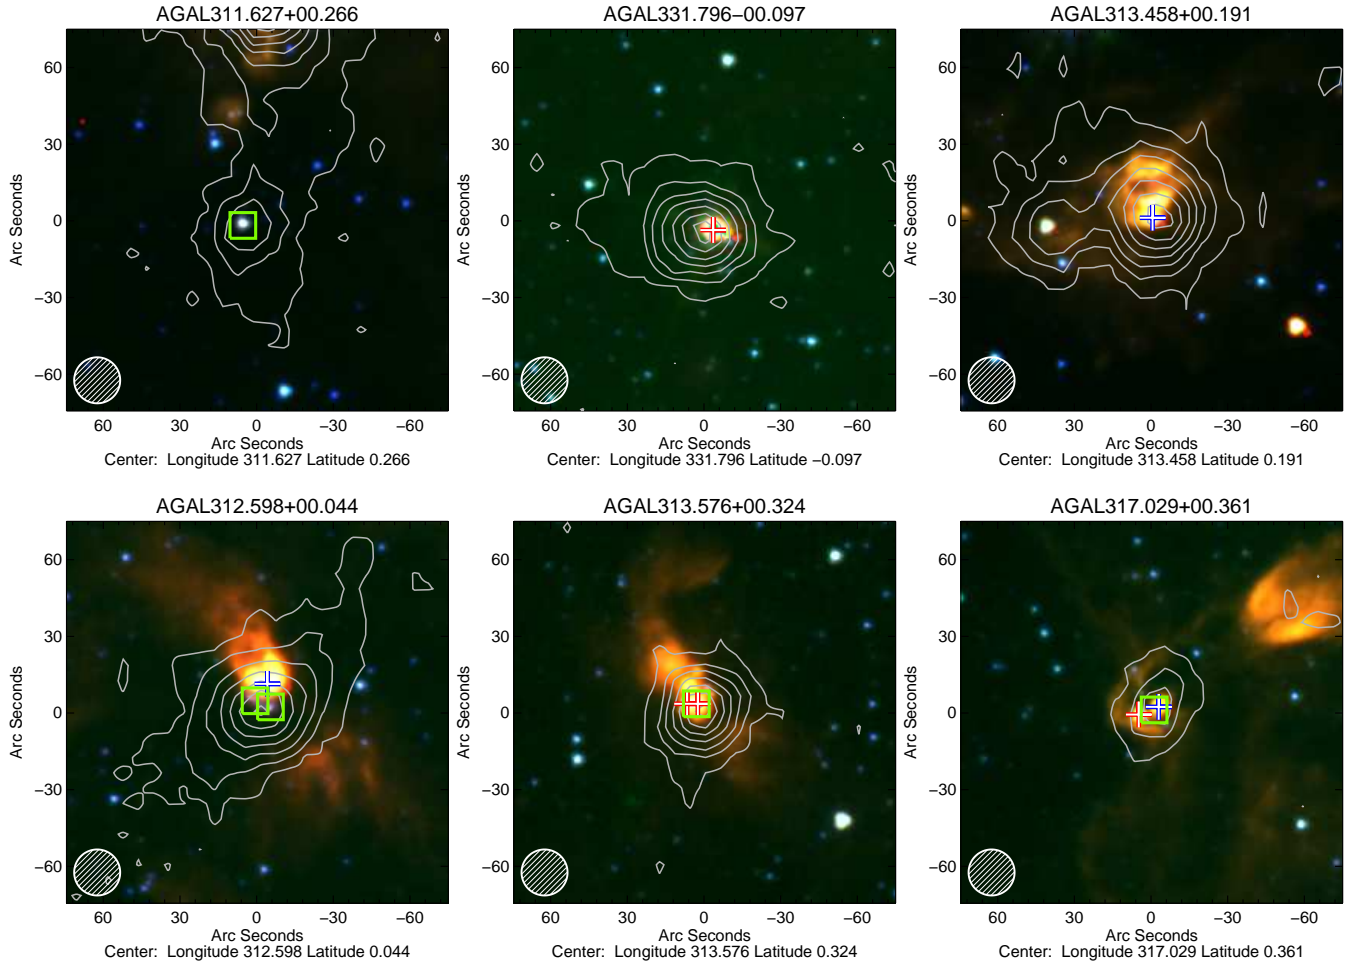 AGAL311.627+00.266
AGAL331.796−00.097
AGAL313.458+00.191
Arc Seconds
60
30
0
−30
−60
60
30
0
−30
−60
Arc Seconds
Center: Longitude 311.627 Latitude 0.266
Arc Seconds
60
30
0
−30
−60
60
30
0
−30
−60
Arc Seconds
Center: Longitude 331.796 Latitude −0.097
Arc Seconds
60
30
0
−30
−60
60
30
0
−30
−60
Arc Seconds
Center: Longitude 313.458 Latitude 0.191
AGAL312.598+00.044
AGAL313.576+00.324
AGAL317.029+00.361
Arc Seconds
60
30
0
−30
−60
60
30
0
−30
−60
Arc Seconds
Center: Longitude 312.598 Latitude 0.044
Arc Seconds
60
30
0
−30
−60
60
30
0
−30
−60
Arc Seconds
Center: Longitude 313.576 Latitude 0.324
Arc Seconds
60
30
0
−30
−60
60
30
0
−30
−60
Arc Seconds
Center: Longitude 317.029 Latitude 0.361